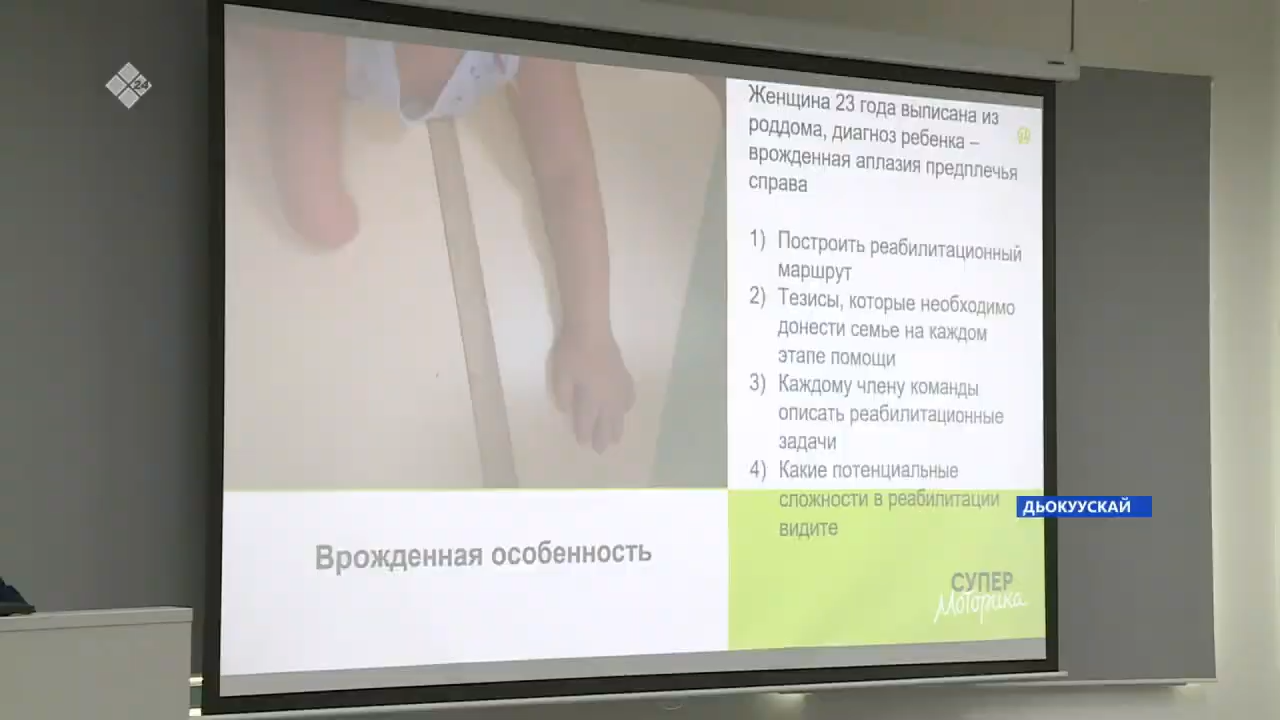 24
Женщина 23 года выписана из
роддома, диагноз ребенка –
врожденная аплазия предплечья
справа
1) Построить реабилитационный
маршрут
2) Тезисы, которые необходимо
донести семье на каждом
этапе помощи
3) Каждому члену команды
описать реабилитационные
задачи
4) Какие потенциальные
сложности в реабилитации
видите
Врожденная особенность
ДЬОКУУСКАЙ
СУПЕР
Моторика